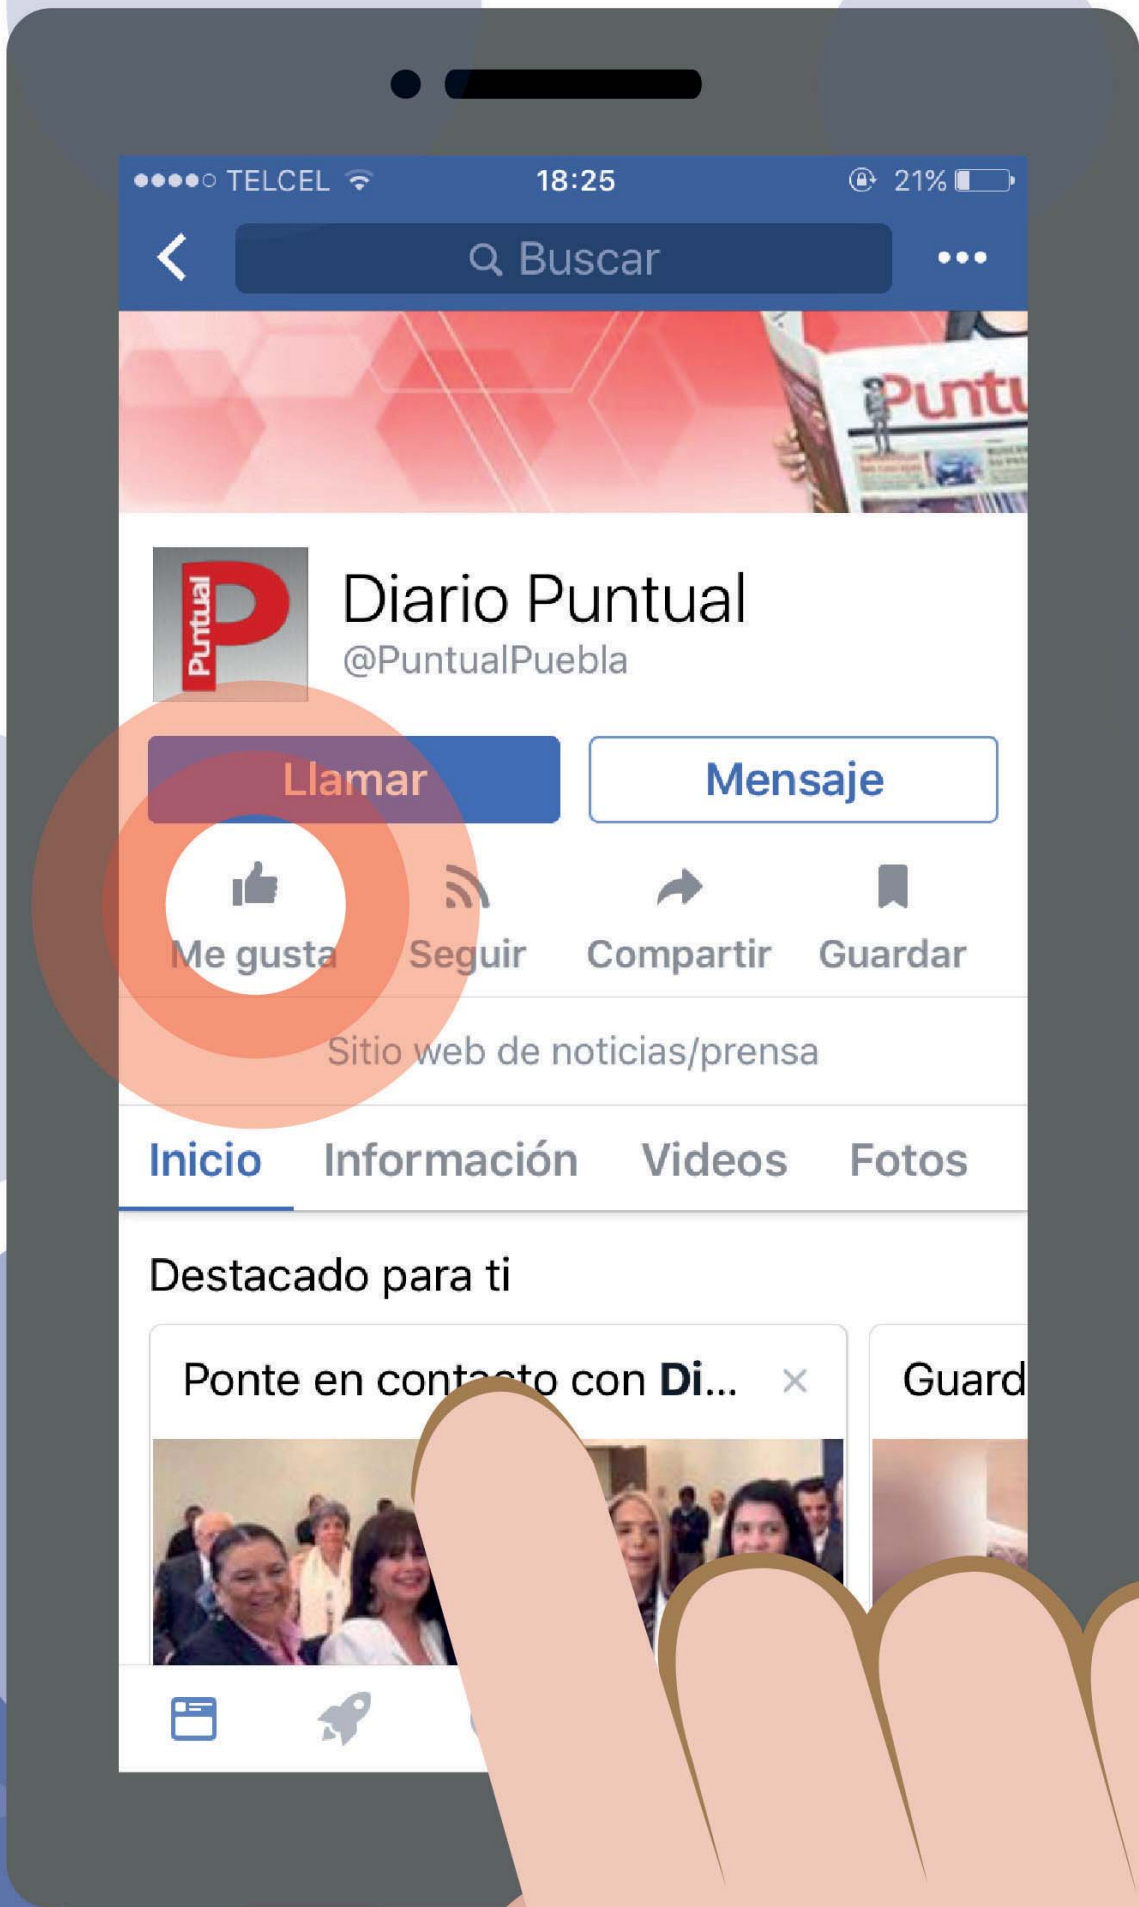 TELCEL 18:25 21%
Buscar
Puntu
Puntual
Diario Puntual
@PuntualPuebla
Llamar Mensaje
Me gusta Seguir Compartir Guardar
Sitio web de noticias/prensa
Inicio Información Videos Fotos
Destacado para ti
Ponte en contacto con Di... Guard